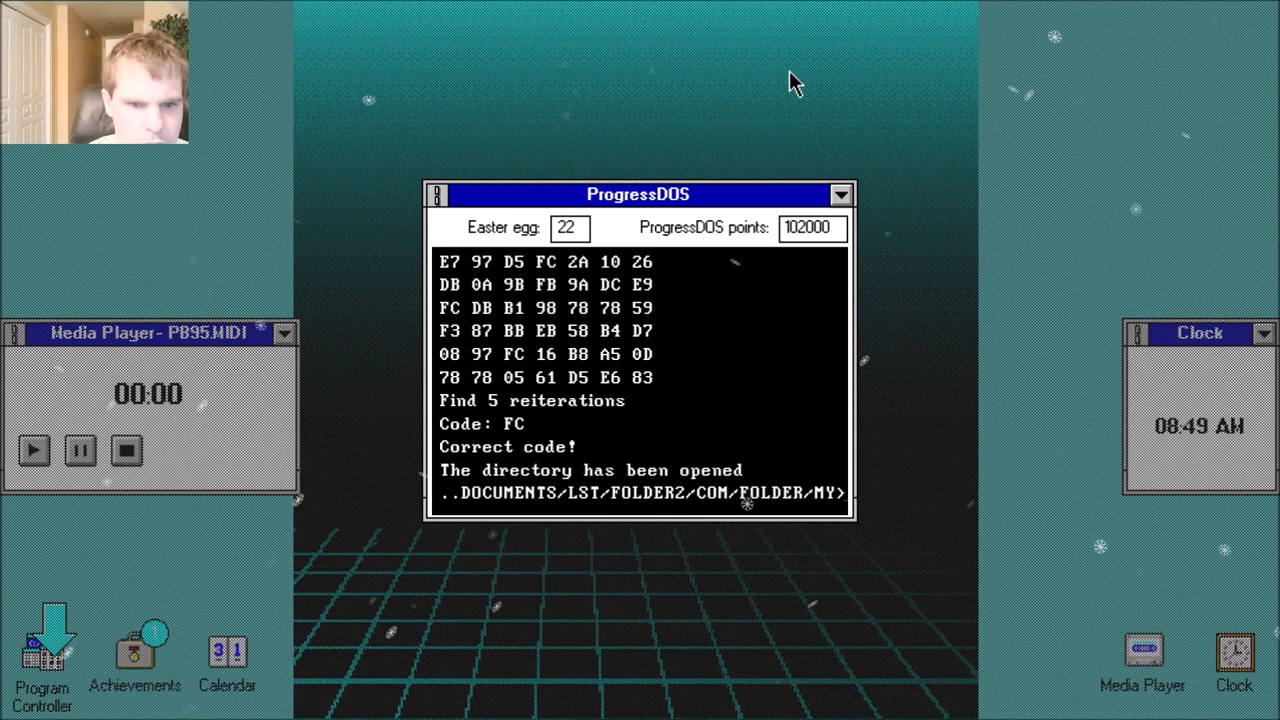 ProgressDOS
Easter egg: 22 ProgressDOS points: 102000
E7 97 D5 FC 2A 10 26
DB 0A 9B FB 9A DC E9
FC DB B1 98 78 78 59
F3 87 BB EB 58 B4 D7
08 97 FC 16 B8 A5 0D
78 78 05 61 D5 E6 83
Find 5 reiterations
Code: FC
Correct code!
The directory has been opened
..DOCUMENTS/LST/FOLDER2/COM/FOLDER/MY>
Media Player- PB95.MIDI
00:00
Clock
08:49 AM
Program
Controller
1
Achievements
31
Calendar
Media Player
Clock